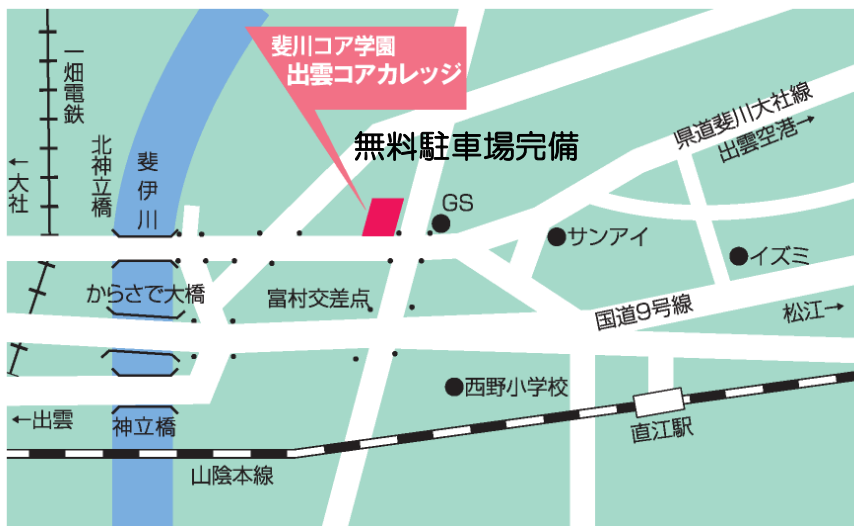 斐川コア学園
出雲コアカレッジ
一畑電鉄
北神立橋
斐伊川
←大社
無料駐車場完備
県道斐川大社線
出雲空港→
GS
サンアイ
イズミ
からさで大橋
富村交差点
国道9号線
松江→
西野小学校
←出雲
神立橋
直江駅
山陰本線